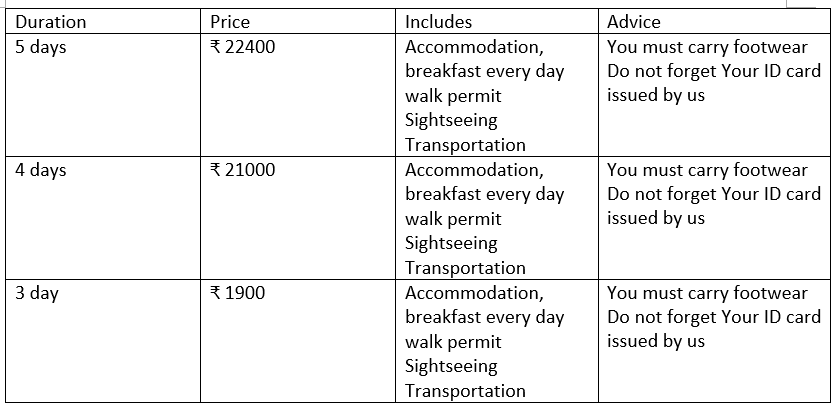 Duration Price Includes Advice
5 days ₹ 22400 Accommodation, You must carry footwear
breakfast every day Do not forget Your ID card
walk permit issued by us
Sightseeing
Transportation
4 days ₹ 21000 Accommodation, You must carry footwear
breakfast every day Do not forget Your ID card
walk permit issued by us
Sightseeing
Transportation
3 day ₹ 1900 Accommodation, You must carry footwear
breakfast every day Do not forget Your ID card
walk permit issued by us
Sightseeing
Transportation